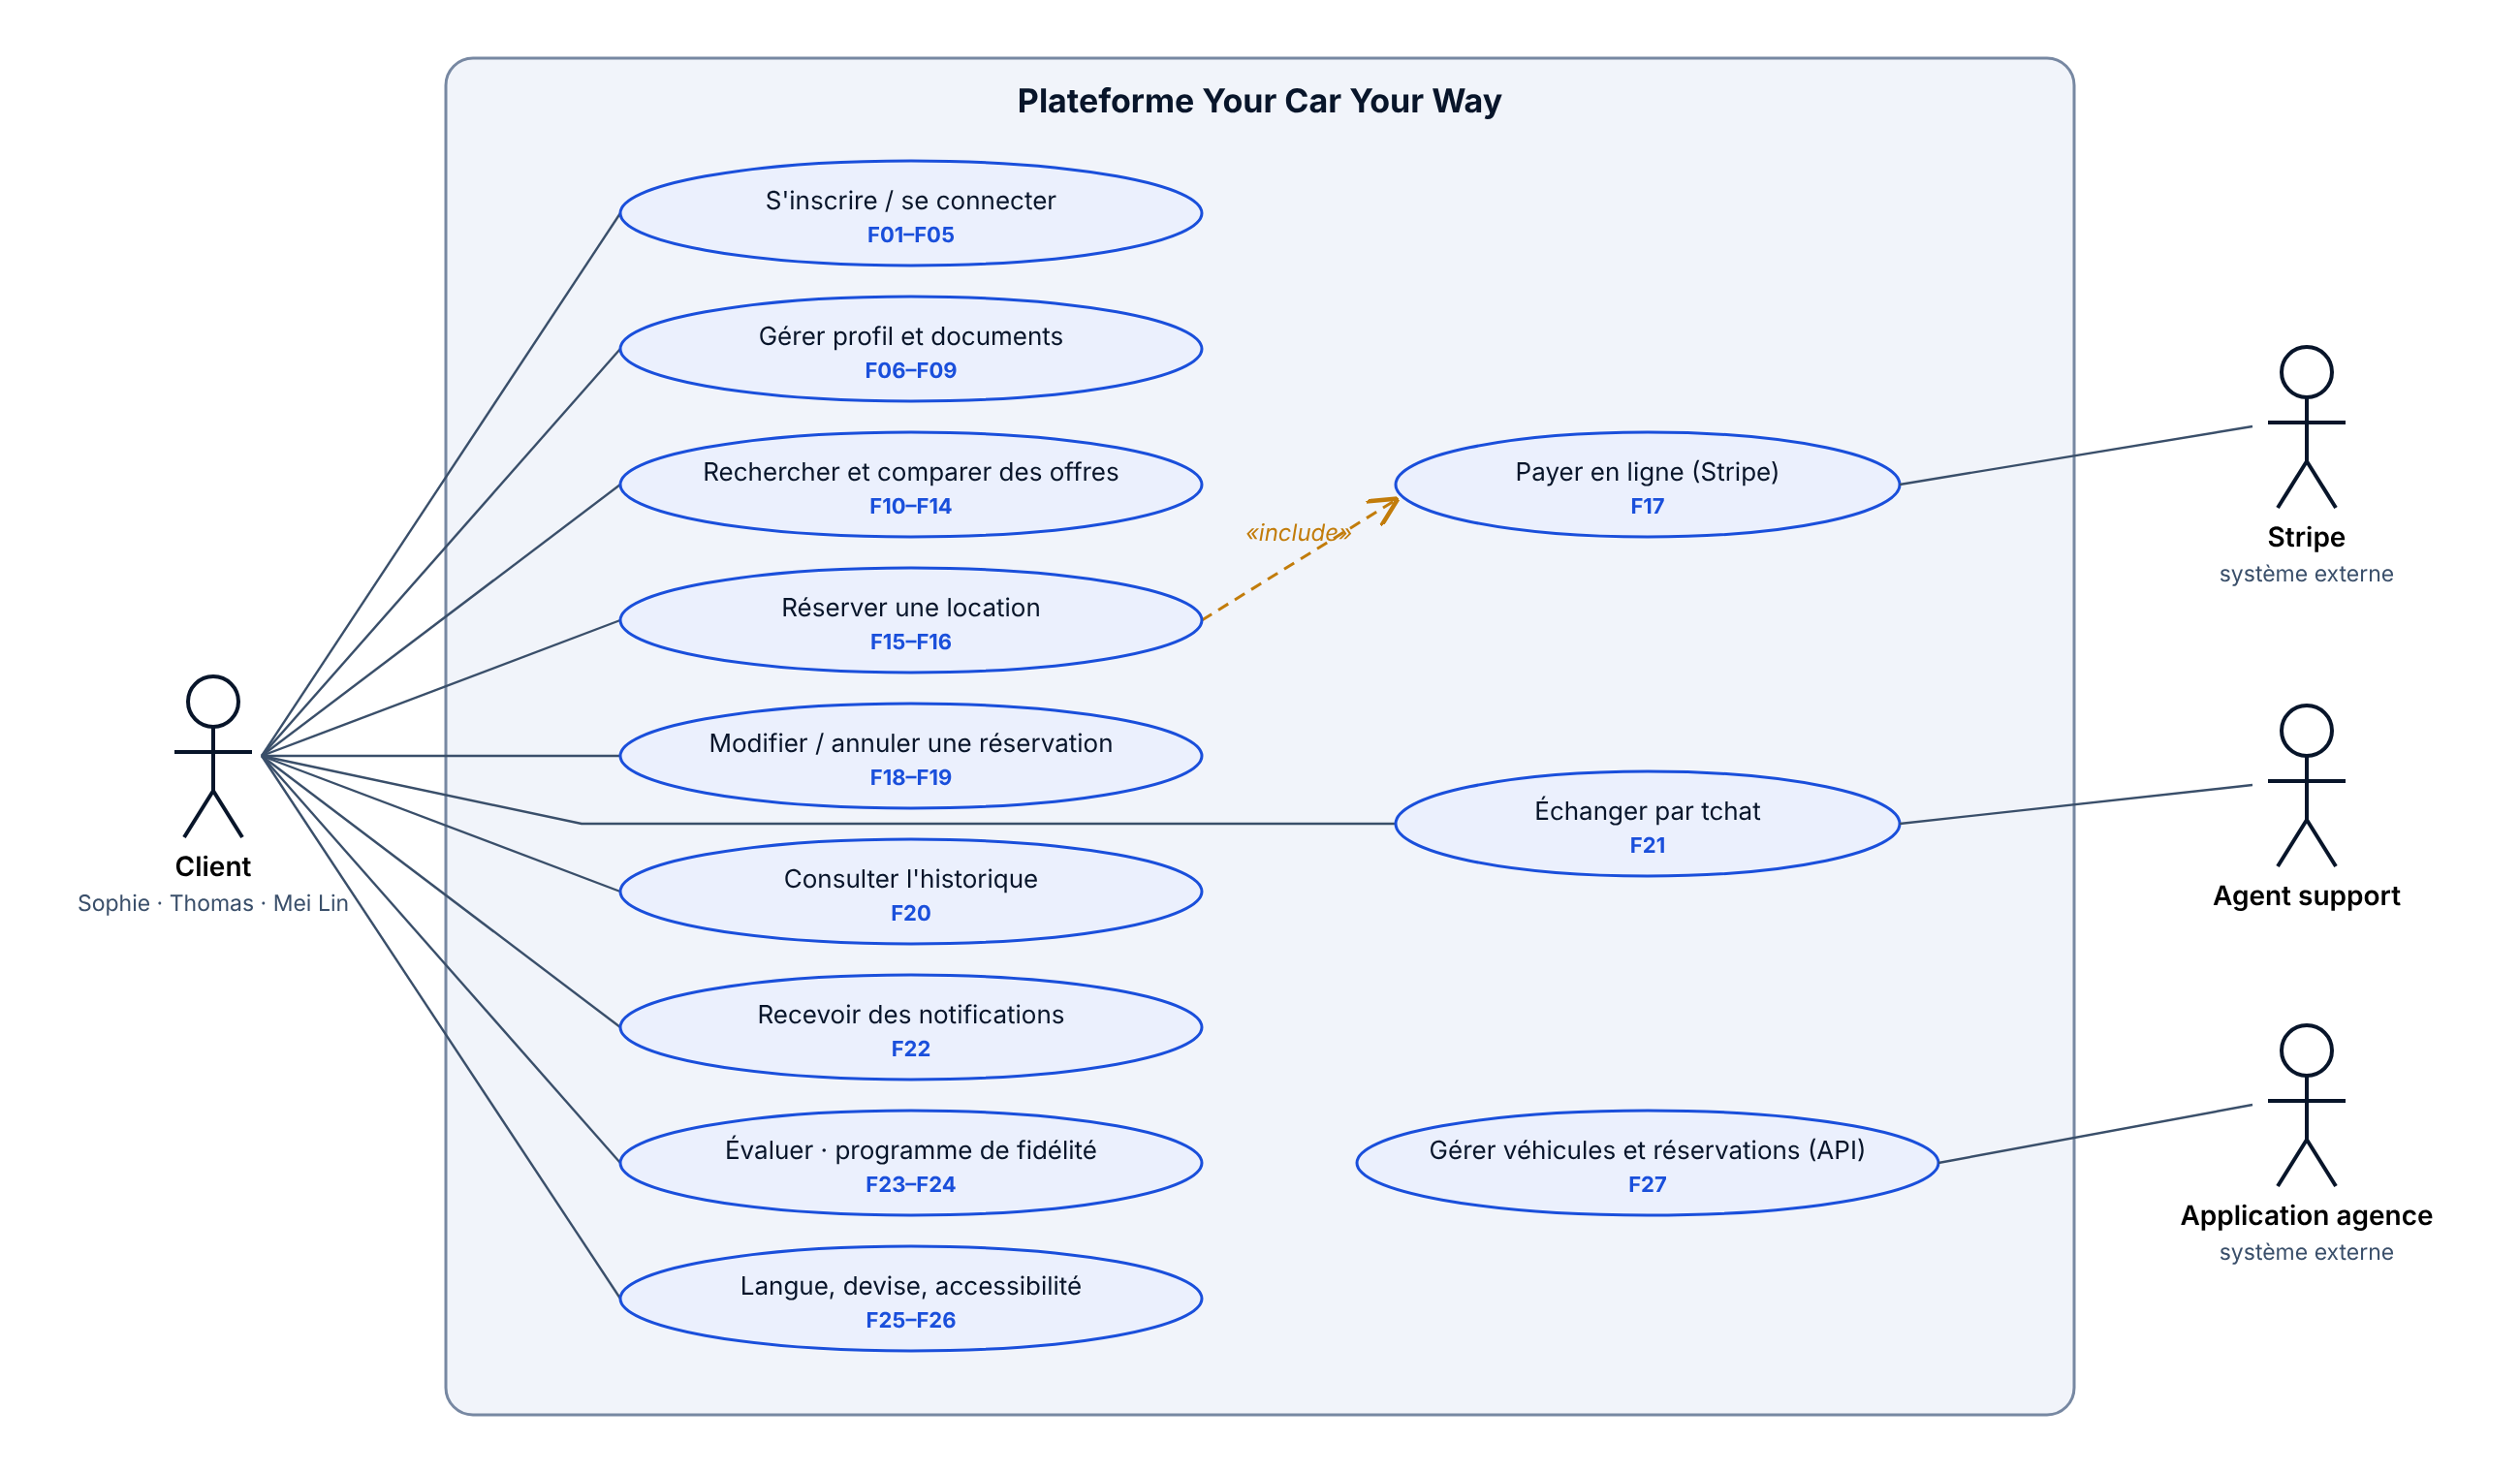 Plateforme Your Car Your Way
S'inscrire / se connecter
F01–F05
Gérer profil et documents
F06–F09
Rechercher et comparer des offres
F10–F14
Réserver une location
F15–F16
Modifier / annuler une réservation
F18–F19
Consulter l'historique
F20
Recevoir des notifications
F22
Évaluer · programme de fidélité
F23–F24
Langue, devise, accessibilité
F25–F26
«include»
Payer en ligne (Stripe)
F17
Échanger par tchat
F21
Gérer véhicules et réservations (API)
F27
Client
Sophie · Thomas · Mei Lin
Stripe
système externe
Agent support
Application agence
système externe